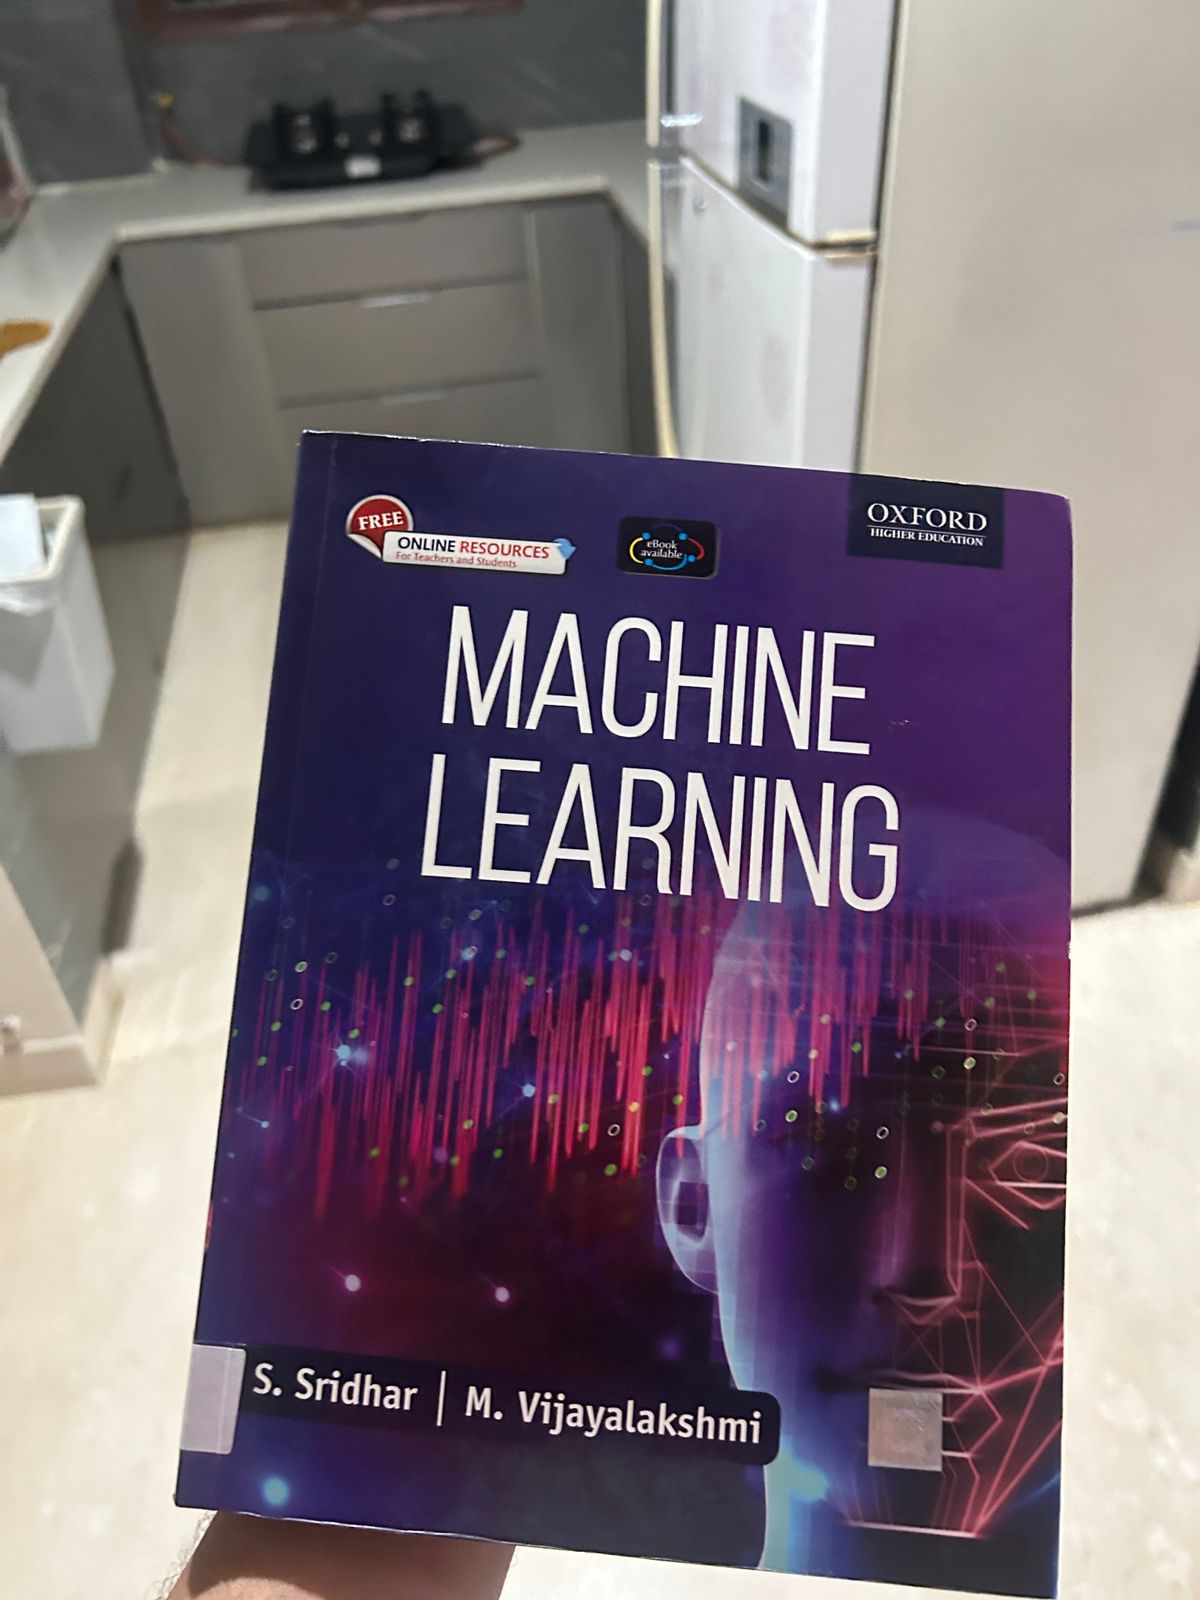 FREE
ONLINE RESOURCES
For Teachers and Students
eBook
available
OXFORD
HIGHER EDUCATION
MACHINE
LEARNING
S. Sridhar | M. Vijayalakshmi